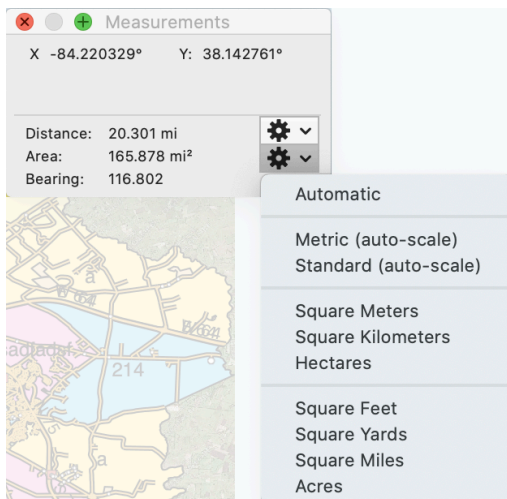 Measurements
X -84.220329° Y: 38.142761°
Distance: 20.301 mi
Area: 165.878 mi²
Bearing: 116.802
Automatic
Metric (auto-scale)
Standard (auto-scale)
Square Meters
Square Kilometers
Hectares
Square Feet
Square Yards
Square Miles
Acres
a
214
a